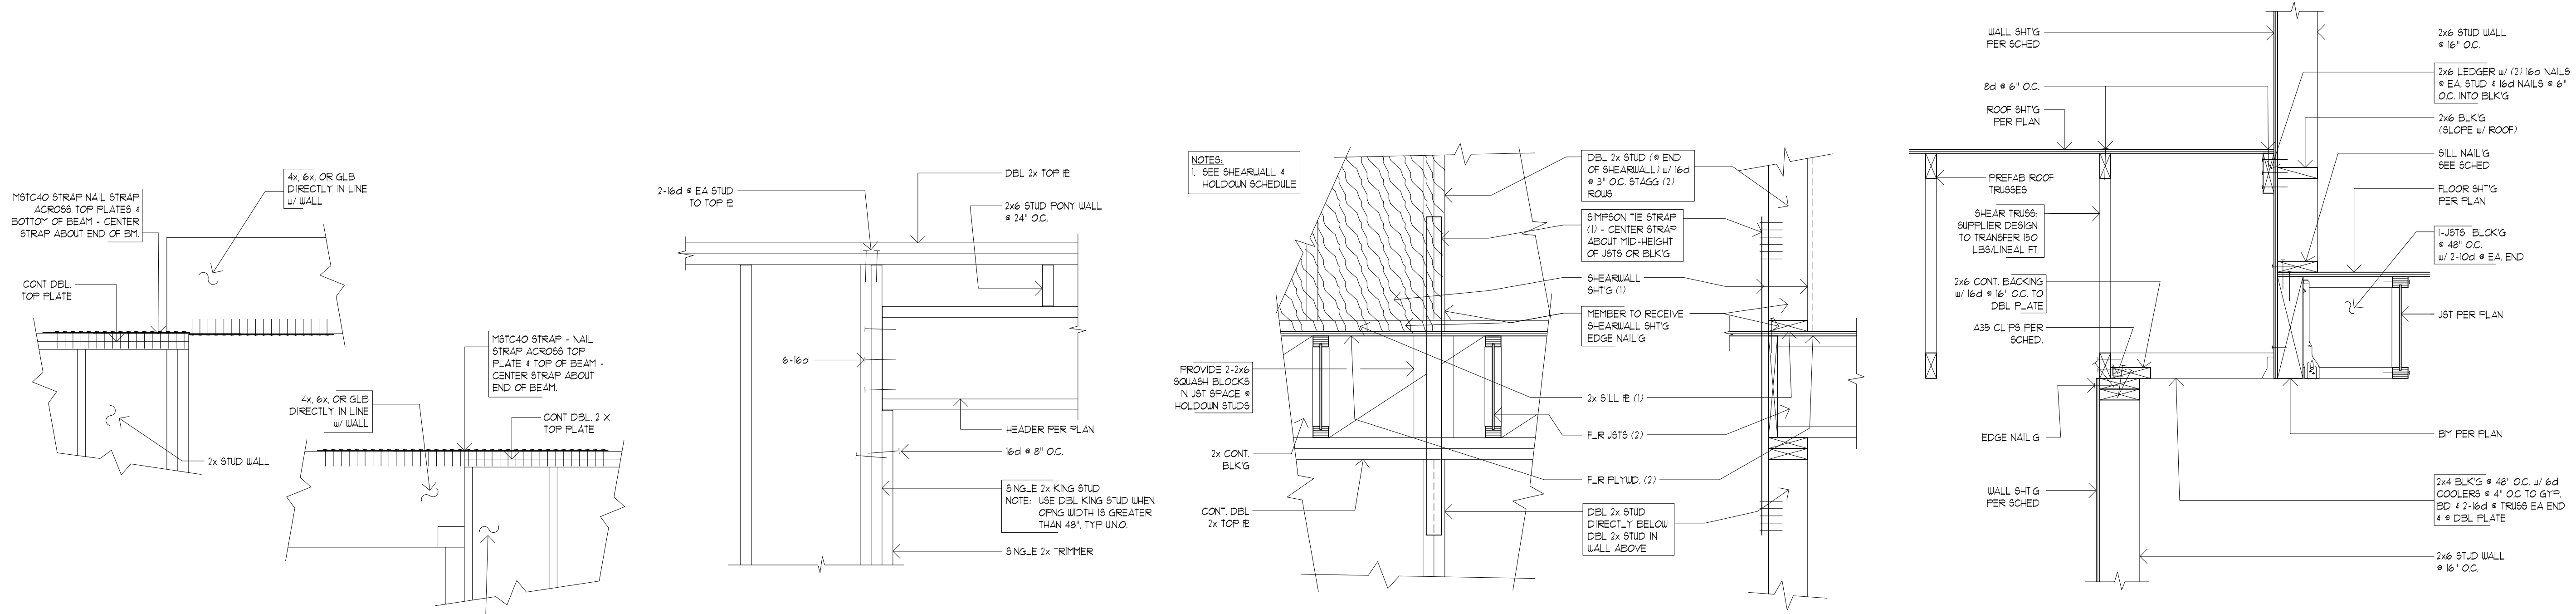 MSTC40 STRAP NAIL STRAP
ACROSS TOP PLATES &
BOTTOM OF BEAM - CENTER
STRAP ABOUT END OF BM.
4x, 6x, OR GLB
DIRECTLY IN LINE
w/ WALL
CONT DBL.
TOP PLATE
2x STUD WALL
MSTC40 STRAP - NAIL
STRAP ACROSS TOP
PLATE & TOP OF BEAM -
CENTER STRAP ABOUT
END OF BEAM.
4x, 6x, OR GLB
DIRECTLY IN LINE
w/ WALL
CONT DBL. 2 X
TOP PLATE
2-16d @ EA STUD
TO TOP PL
DBL 2x TOP PL
2x6 STUD PONY WALL
@ 24" O.C.
6-16d
HEADER PER PLAN
16d @ 8" O.C.
SINGLE 2x KING STUD
NOTE: USE DBL KING STUD WHEN
OPNG WIDTH IS GREATER
THAN 48", TYP U.N.O.
SINGLE 2x TRIMMER
NOTES:
1. SEE SHEARWALL &
HOLDOWN SCHEDULE
DBL 2x STUD (@ END
OF SHEARWALL) w/ 16d
@ 3" O.C. STAGG (2)
ROWS
SIMPSON TIE STRAP
(1) - CENTER STRAP
ABOUT MID-HEIGHT
OF JSTS OR BLK'G
SHEARWALL
SHT'G (1)
MEMBER TO RECEIVE
SHEARWALL SHT'G
EDGE NAIL'G
PROVIDE 2-2x6
SQUASH BLOCKS
IN JST SPACE @
HOLDOWN STUDS
2x SILL PL (1)
FLR JSTS (2)
2x CONT.
BLK'G
FLR PLYWD. (2)
CONT. DBL
2x TOP PL
DBL 2x STUD
DIRECTLY BELOW
DBL 2x STUD IN
WALL ABOVE
WALL SHT'G
PER SCHED
8d @ 6" O.C.
ROOF SHT'G
PER PLAN
PREFAB ROOF
TRUSSES
SHEAR TRUSS:
SUPPLIER DESIGN
TO TRANSFER 150
LBS/LINEAL FT
2x6 CONT. BACKING
w/ 16d @ 16" O.C. TO
DBL PLATE
A35 CLIPS PER
SCHED.
EDGE NAIL'G
WALL SHT'G
PER SCHED
2x6 STUD WALL
@ 16" O.C.
2x6 LEDGER w/ (2) 16d NAILS
@ EA. STUD & 16d NAILS @ 6"
O.C. INTO BLK'G
2x6 BLK'G
(SLOPE w/ ROOF)
SILL NAIL'G
SEE SCHED
FLOOR SHT'G
PER PLAN
I-JSTS BLCK'G
@ 48" O.C.
w/ 2-10d @ EA. END
JST PER PLAN
BM PER PLAN
2x4 BLK'G @ 48" O.C. w/ 6d
COOLERS @ 4" O.C TO GYP.
BD & 2-16d @ TRUSS EA END
& @ DBL PLATE
2x6 STUD WALL
@ 16" O.C.